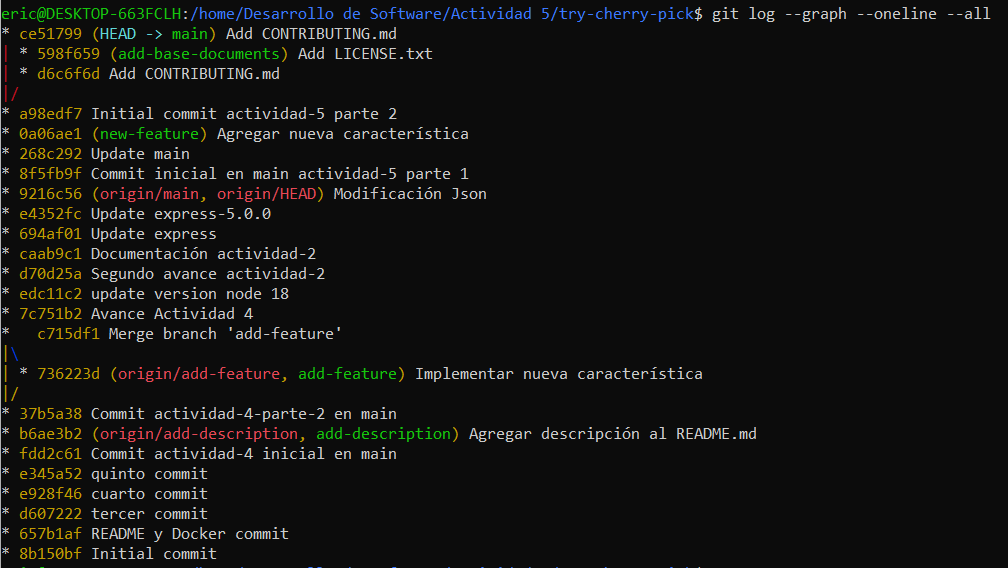 eric@DESKTOP-663FCLH:/home/Desarrollo de Software/Actividad 5/try-cherry-pick$ git log --graph --oneline --all
* ce51799 (HEAD -> main) Add CONTRIBUTING.md
| * 598f659 (add-base-documents) Add LICENSE.txt
| * d6c6f6d Add CONTRIBUTING.md
|/
* a98edf7 Initial commit actividad-5 parte 2
* 0a06ae1 (new-feature) Agregar nueva característica
* 268c292 Update main
* 8f5fb9f Commit inicial en main actividad-5 parte 1
* 9216c56 (origin/main, origin/HEAD) Modificación Json
* e4352fc Update express-5.0.0
* 694af01 Update express
* caab9c1 Documentación actividad-2
* d70d25a Segundo avance actividad-2
* edc11c2 update version node 18
* 7c751b2 Avance Actividad 4
*   c715df1 Merge branch 'add-feature'
|\
| * 736223d (origin/add-feature, add-feature) Implementar nueva característica
|/
* 37b5a38 Commit actividad-4-parte-2 en main
* b6ae3b2 (origin/add-description, add-description) Agregar descripción al README.md
* fdd2c61 Commit actividad-4 inicial en main
* e345a52 quinto commit
* e928f46 cuarto commit
* d607222 tercer commit
* 657b1af README y Docker commit
* 8b150bf Initial commit